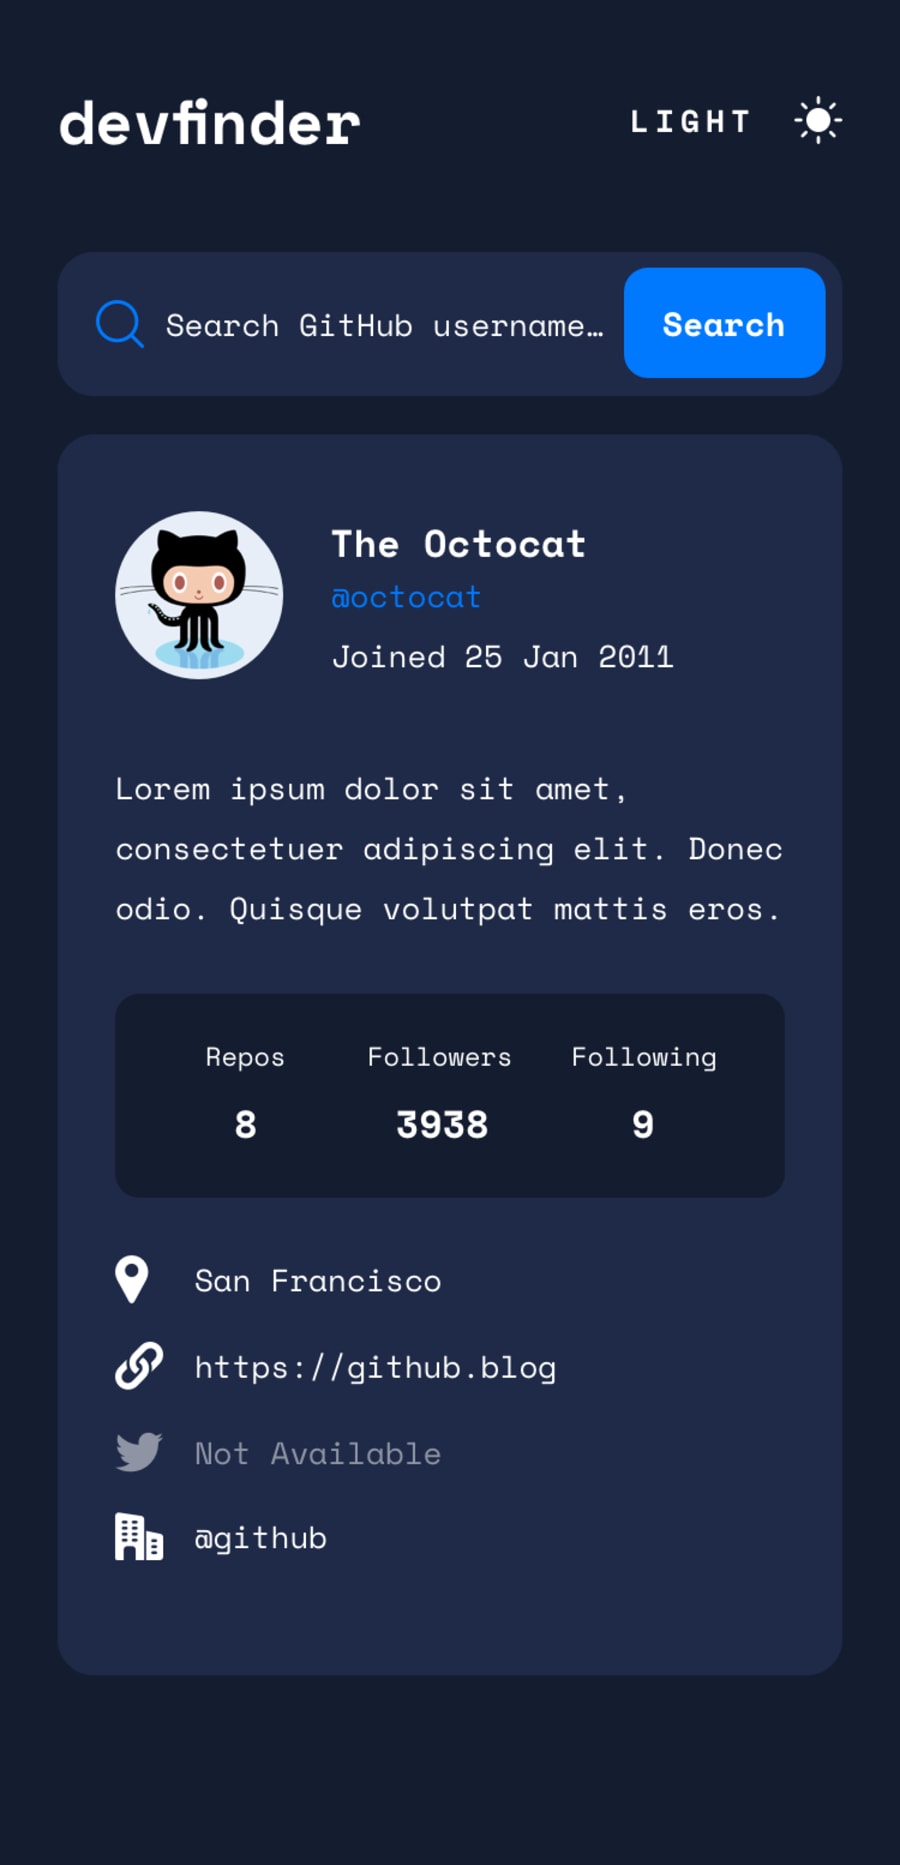 devfinder
LIGHT
Search GitHub username…
Search
The Octocat
@octocat
Joined 25 Jan 2011
Lorem ipsum dolor sit amet,
consectetuer adipiscing elit. Donec
odio. Quisque volutpat mattis eros.
Repos Followers Following
8 3938 9
San Francisco
https://github.blog
Not Available
@github